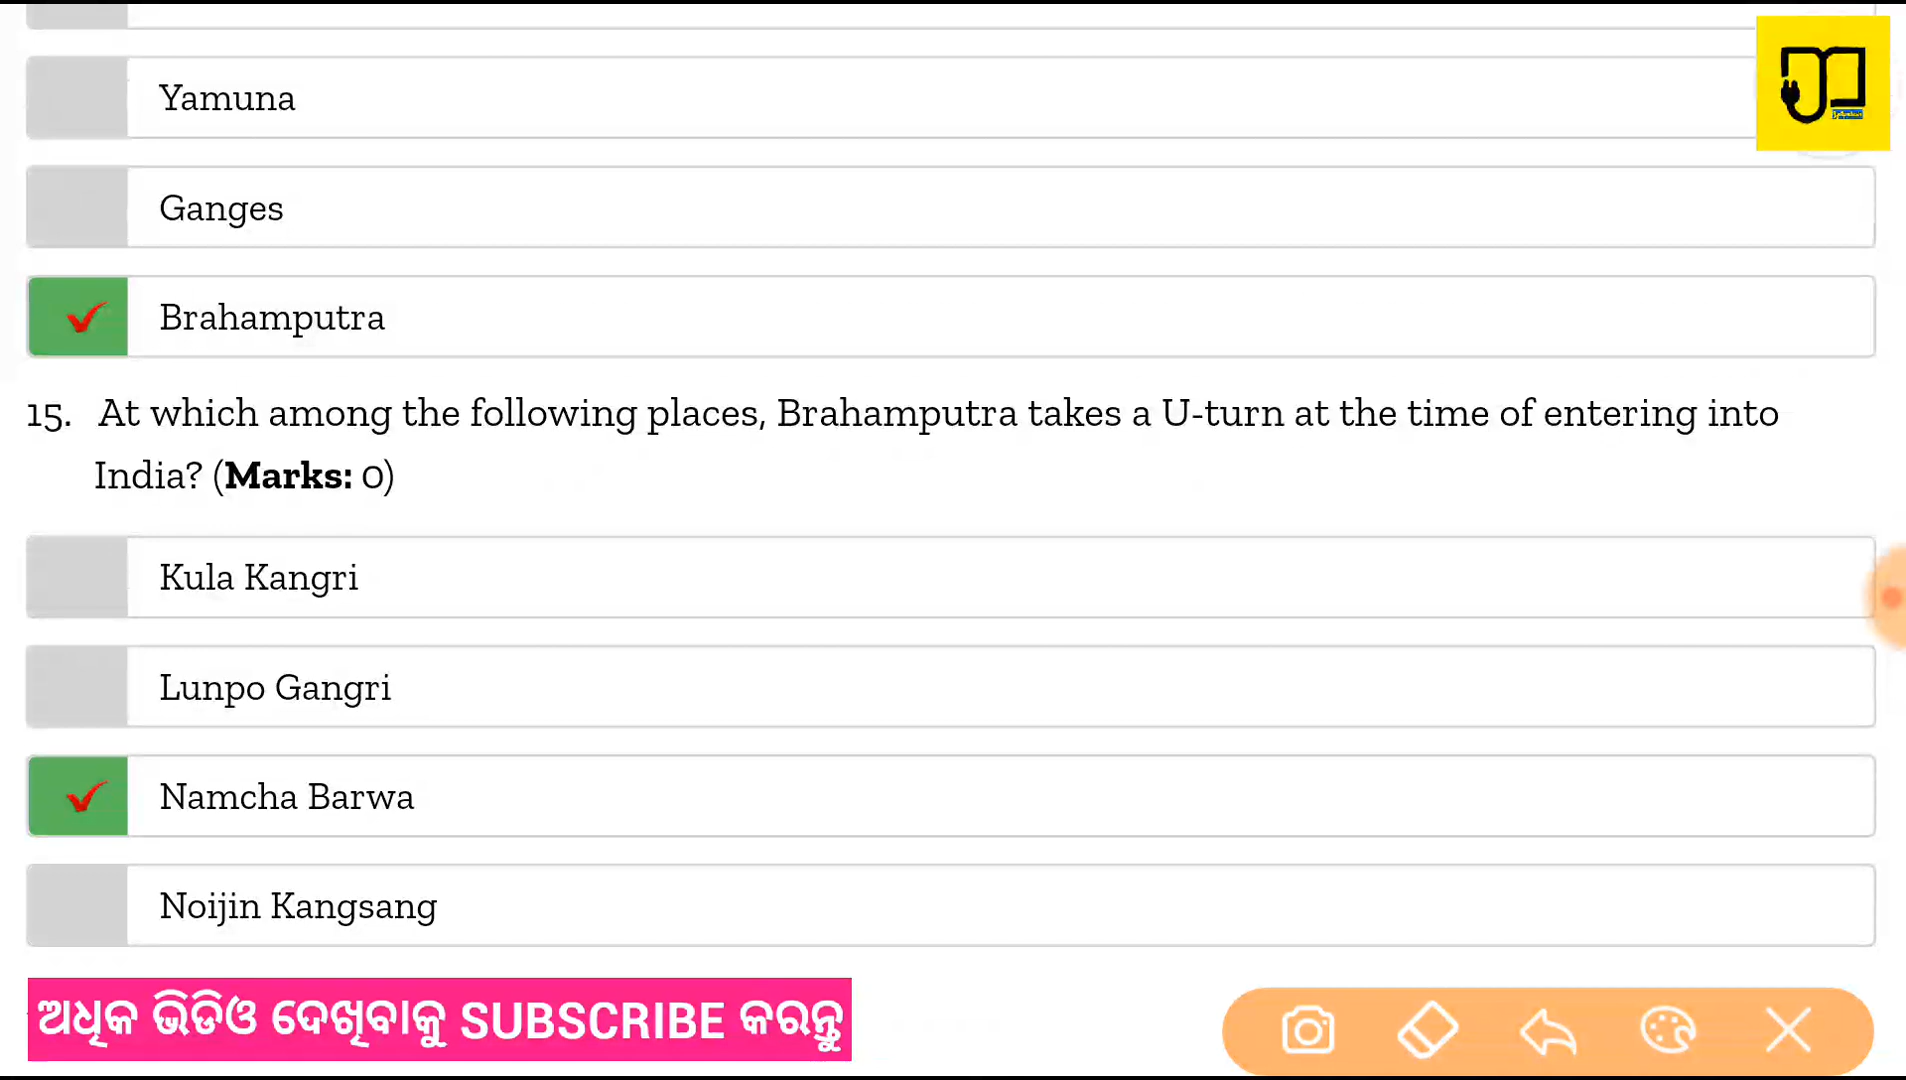 Yamuna
Ganges
Brahamputra
15. At which among the following places, Brahamputra takes a U-turn at the time of entering into
India? (Marks: 0)
Kula Kangri
Lunpo Gangri
Namcha Barwa
Noijin Kangsang
ଅଧିକ ଭିଡିଓ ଦେଖିବାକୁ SUBSCRIBE କରନ୍ତୁ